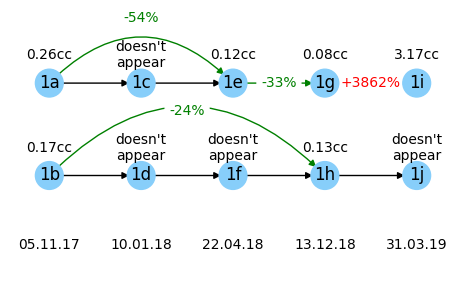 -54%
0.26cc doesn't appear 0.12cc 0.08cc 3.17cc
1a 1c 1e -33% 1g +3862% 1i
-24%
0.17cc doesn't appear doesn't appear 0.13cc doesn't appear
1b 1d 1f 1h 1j
05.11.17 10.01.18 22.04.18 13.12.18 31.03.19